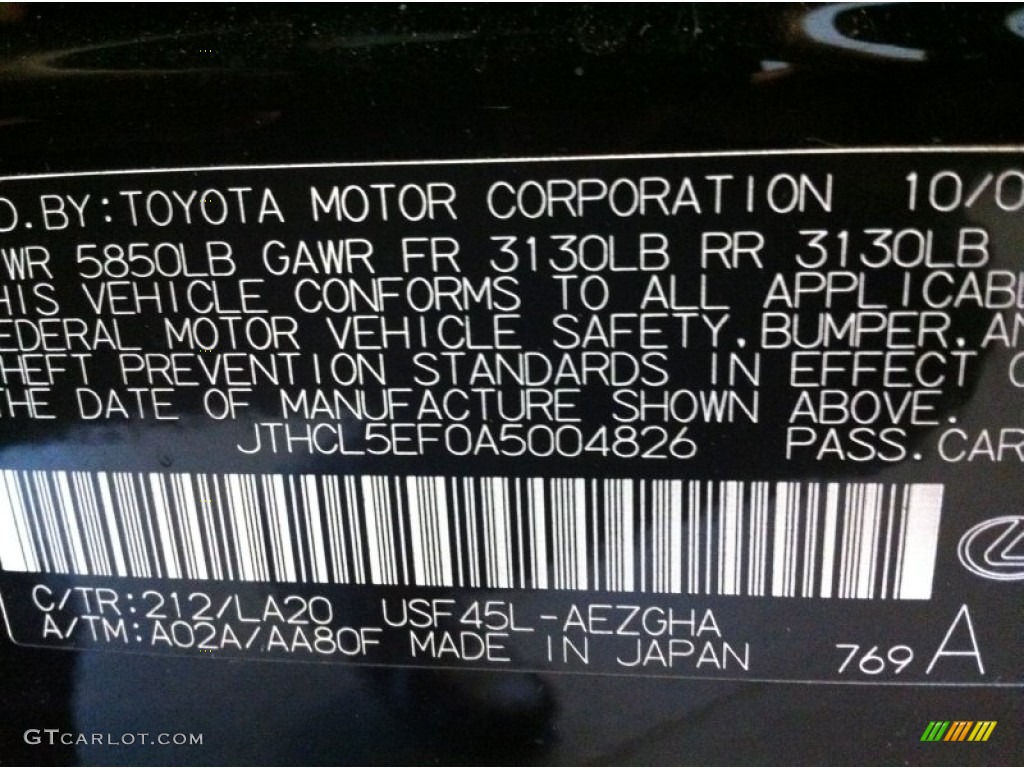 D.BY:TOYOTA MOTOR CORPORATION 10/0
WR 5850LB GAWR FR 3130LB RR 3130LB
HIS VEHICLE CONFORMS TO ALL APPLICABL
EDERAL MOTOR VEHICLE SAFETY,BUMPER,AN
HEFT PREVENTION STANDARDS IN EFFECT O
THE DATE OF MANUFACTURE SHOWN ABOVE.
JTHCL5EF0A5004826 PASS.CAR
C/TR:212/LA20 USF45L-AEZGHA
A/TM:A02A/AA80F MADE IN JAPAN 769 A
GTCARLOT.COM